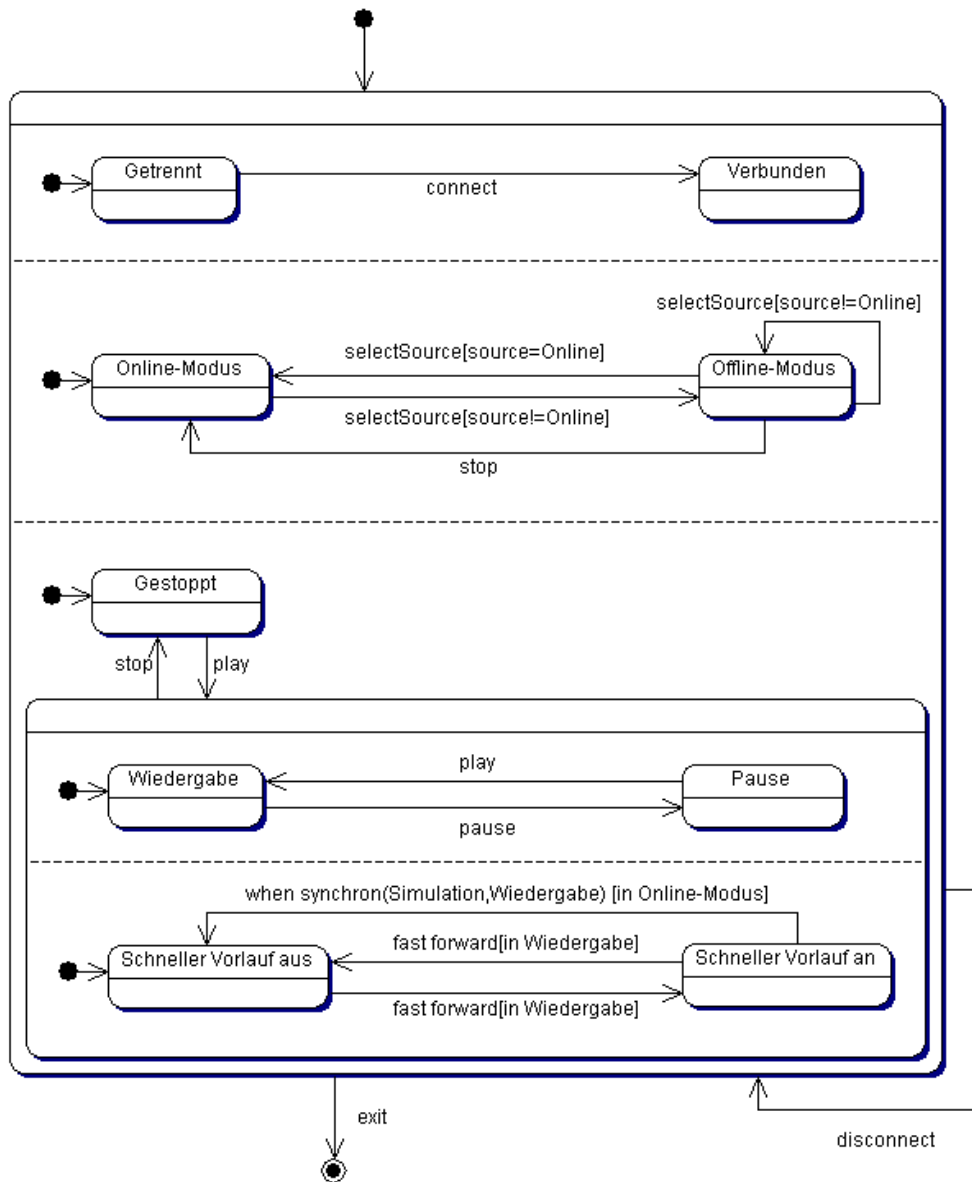 Getrennt
connect
Verbunden
selectSource[source!=Online]
Online-Modus
selectSource[source=Online]
Offline-Modus
selectSource[source!=Online]
stop
Gestoppt
stop
play
Wiedergabe
play
Pause
pause
when synchron(Simulation,Wiedergabe) [in Online-Modus]
Schneller Vorlauf aus
fast forward[in Wiedergabe]
Schneller Vorlauf an
fast forward[in Wiedergabe]
exit
disconnect